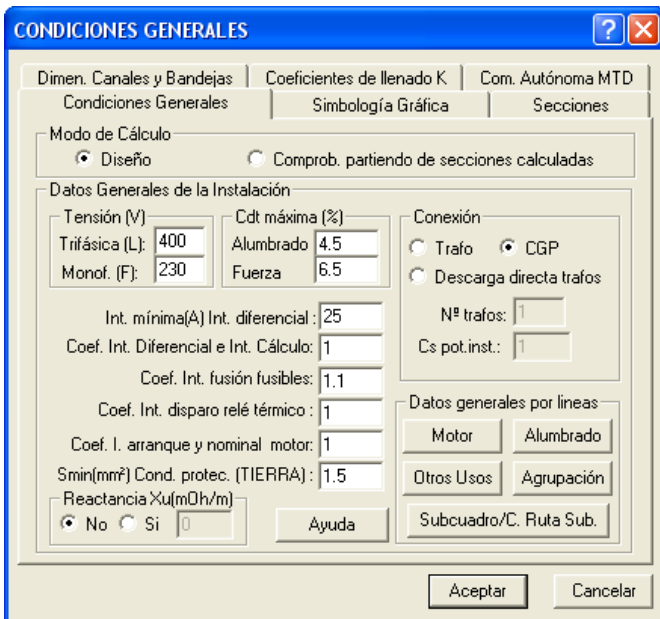 CONDICIONES GENERALES
Dimen. Canales y Bandejas
Coeficientes de llenado K
Com. Autónoma MTD
Condiciones Generales
Simbología Gráfica
Secciones
Modo de Cálculo
Diseño
Comprob. partiendo de secciones calculadas
Datos Generales de la Instalación
Tensión (V)
Trifásica (L): 400
Monof. (F): 230
Cdt máxima (%)
Alumbrado 4.5
Fuerza 6.5
Conexión
Trafo
CGP
Descarga directa trafos
Nº trafos: 1
Cs pot.inst.: 1
Int. mínima(A) Int. diferencial : 25
Coef. Int. Diferencial e Int. Cálculo: 1
Coef. Int. fusión fusibles: 1.1
Coef. Int. disparo relé térmico : 1
Coef. I. arranque y nominal motor: 1
Smin(mm²) Cond. protec. (TIERRA) : 1.5
Reactancia Xu(mOh/m)
No
Si
0
Ayuda
Datos generales por lineas
Motor
Alumbrado
Otros Usos
Agrupación
Subcuadro/C. Ruta Sub.
Aceptar
Cancelar